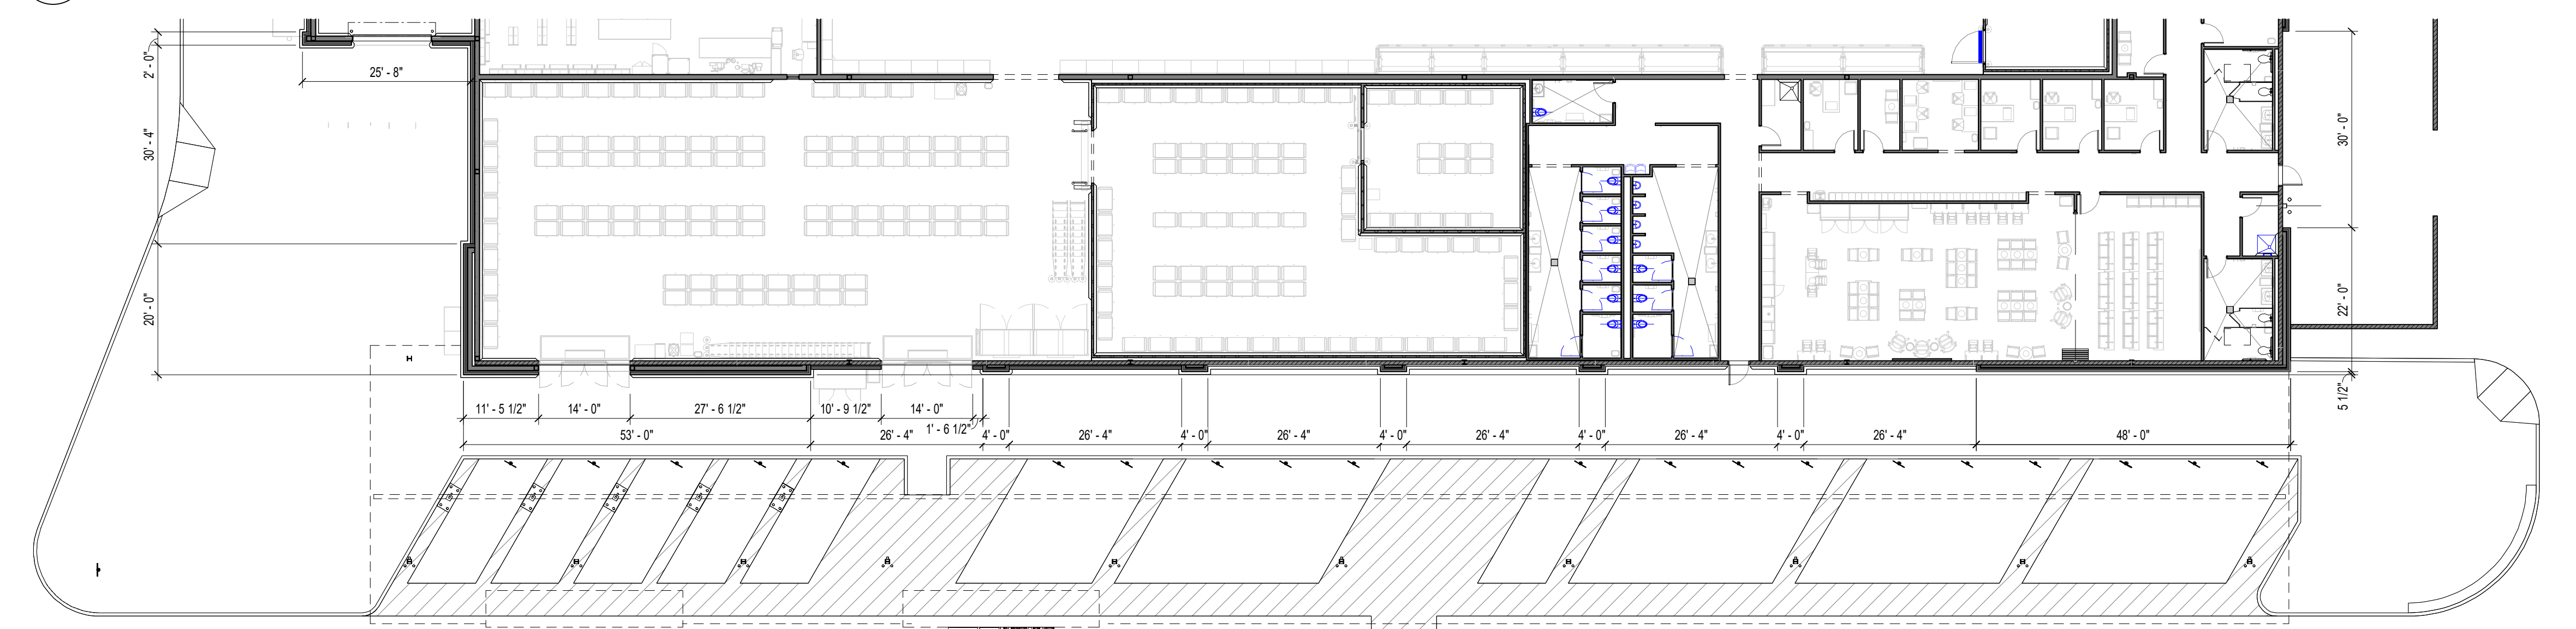 2' - 0"
25' - 8"
30' - 4"
30' - 0"
20' - 0"
22' - 0"
5 1/2"
11' - 5 1/2"
14' - 0"
27' - 6 1/2"
10' - 9 1/2"
14' - 0"
1' - 6 1/2"
53' - 0"
26' - 4"
4' - 0"
26' - 4"
4' - 0"
26' - 4"
4' - 0"
26' - 4"
4' - 0"
26' - 4"
4' - 0"
26' - 4"
48' - 0"